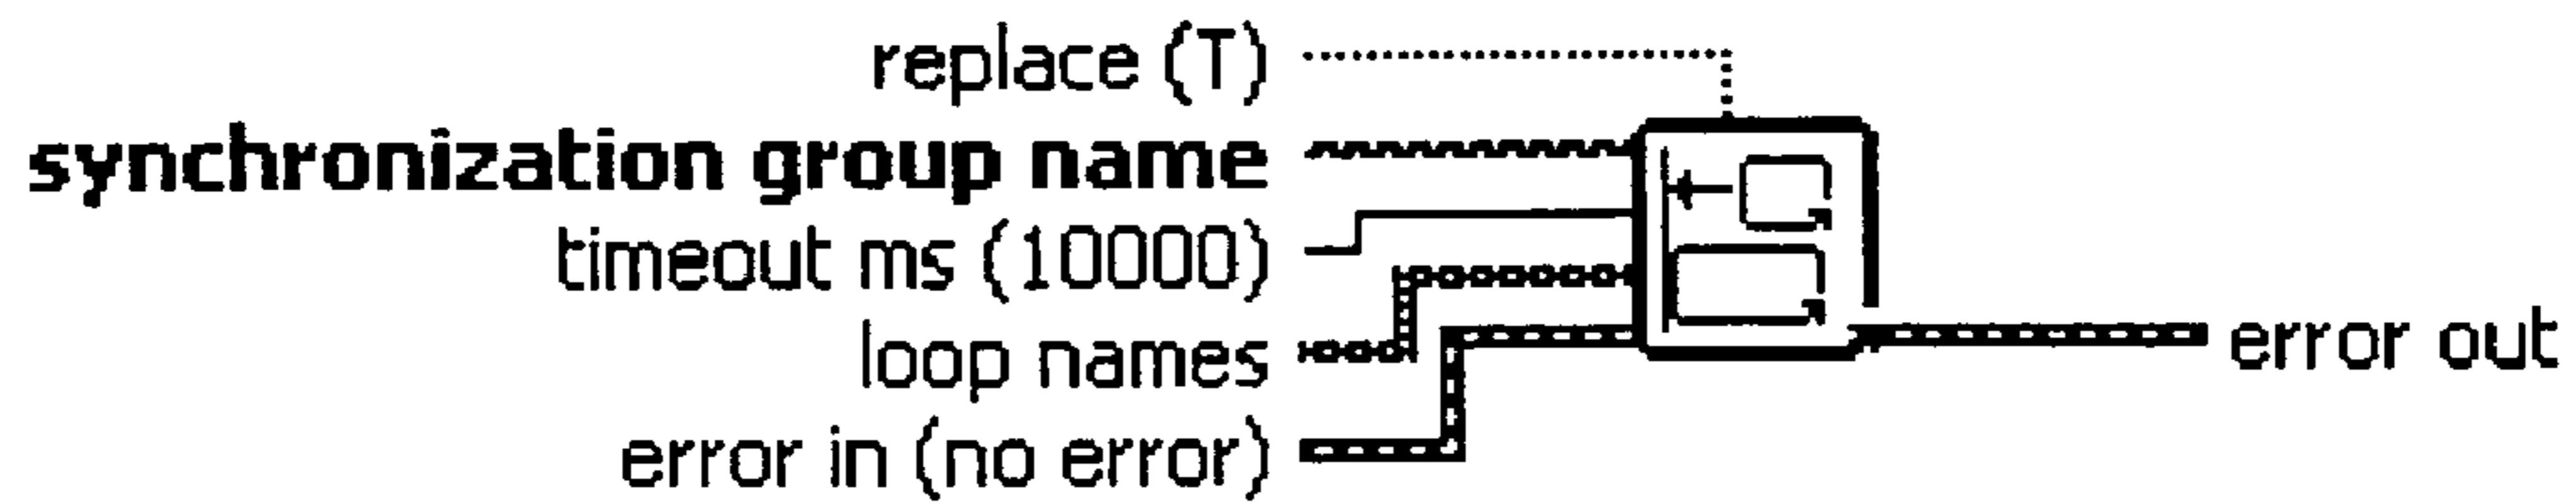 replace (T)
synchronization group name
timeout ms (10000)
loop names
error in (no error)
error out